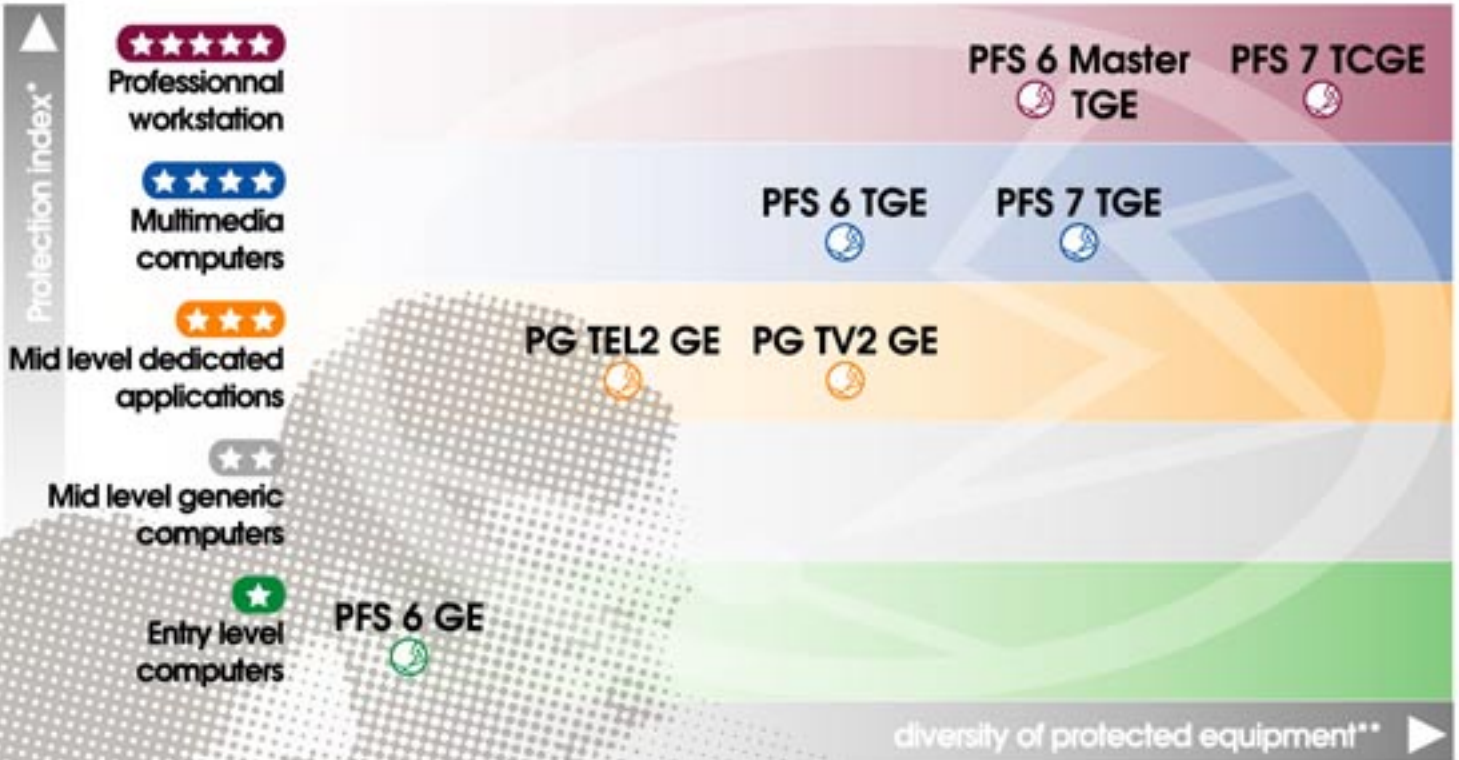 Protection index*
Professionnal
workstation
PFS 6 Master
TGE
PFS 7 TCGE
Multimedia
computers
PFS 6 TGE
PFS 7 TGE
Mid level dedicated
applications
PG TEL2 GE
PG TV2 GE
Mid level generic
computers
Entry level
computers
PFS 6 GE
diversity of protected equipment**